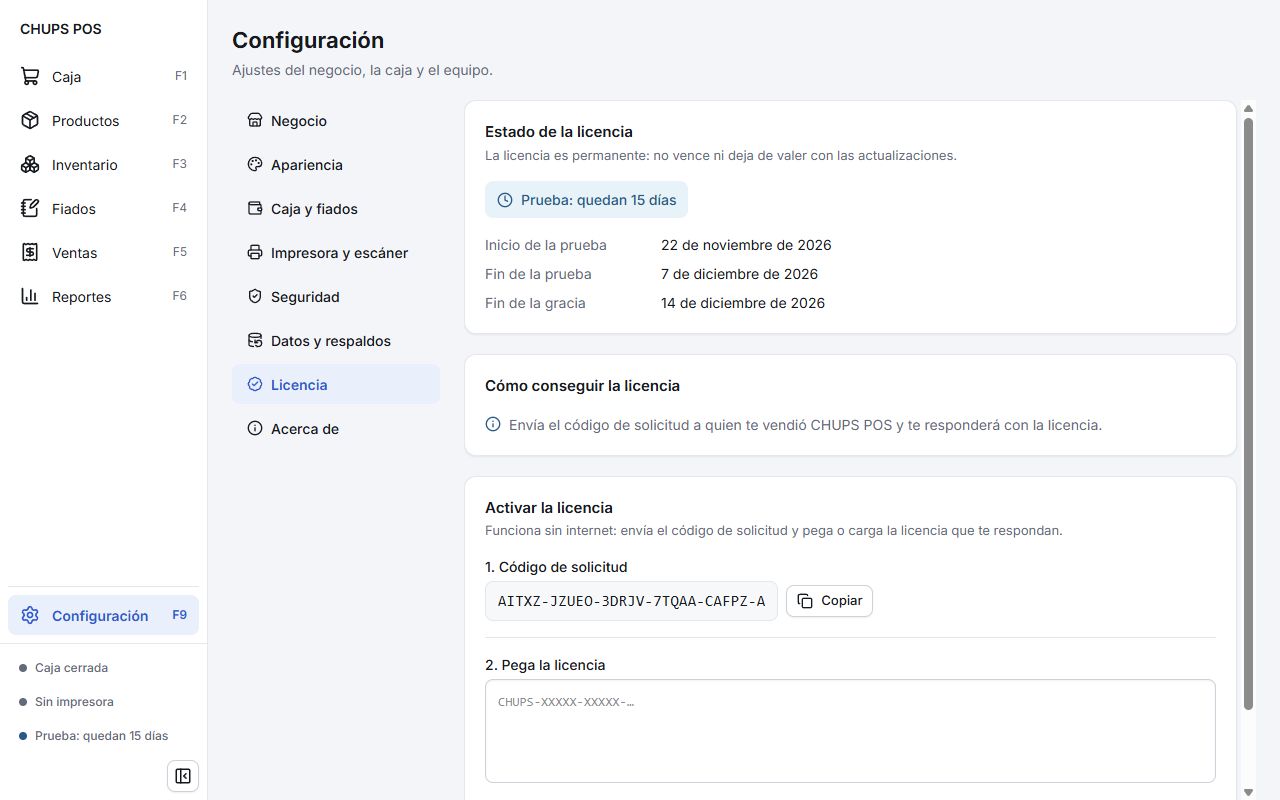 CHUPS POS
Caja F1
Productos F2
Inventario F3
Fiados F4
Ventas F5
Reportes F6
Configuración F9
Caja cerrada
Sin impresora
Prueba: quedan 15 días
Configuración
Ajustes del negocio, la caja y el equipo.
Negocio
Apariencia
Caja y fiados
Impresora y escáner
Seguridad
Datos y respaldos
Licencia
Acerca de
Estado de la licencia
La licencia es permanente: no vence ni deja de valer con las actualizaciones.
Prueba: quedan 15 días
Inicio de la prueba 22 de noviembre de 2026
Fin de la prueba 7 de diciembre de 2026
Fin de la gracia 14 de diciembre de 2026
Cómo conseguir la licencia
Envía el código de solicitud a quien te vendió CHUPS POS y te responderá con la licencia.
Activar la licencia
Funciona sin internet: envía el código de solicitud y pega o carga la licencia que te respondan.
1. Código de solicitud
AITXZ-JZUEO-3DRJV-7TQAA-CAFPZ-A
Copiar
2. Pega la licencia
CHUPS-XXXXX-XXXXX-…